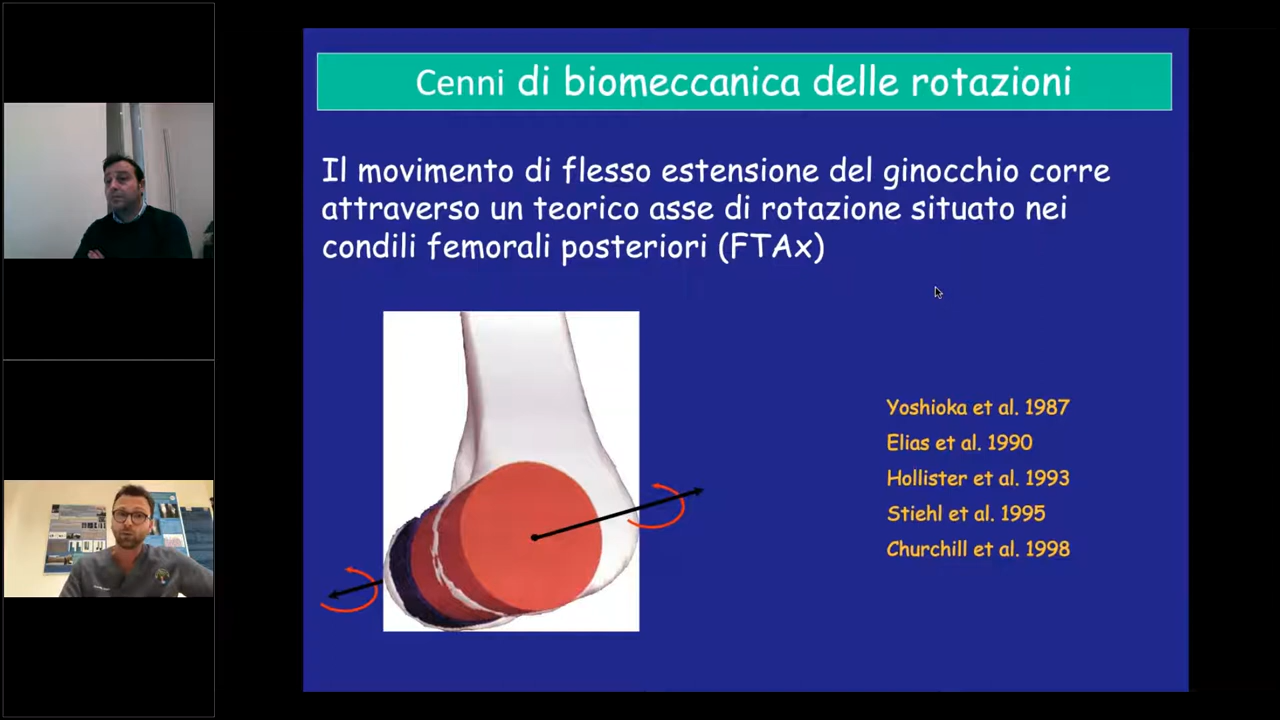 Cenni di biomeccanica delle rotazioni
Il movimento di flesso estensione del ginocchio corre
attraverso un teorico asse di rotazione situato nei
condili femorali posteriori (FTAx)
Yoshioka et al. 1987
Elias et al. 1990
Hollister et al. 1993
Stiehl et al. 1995
Churchill et al. 1998